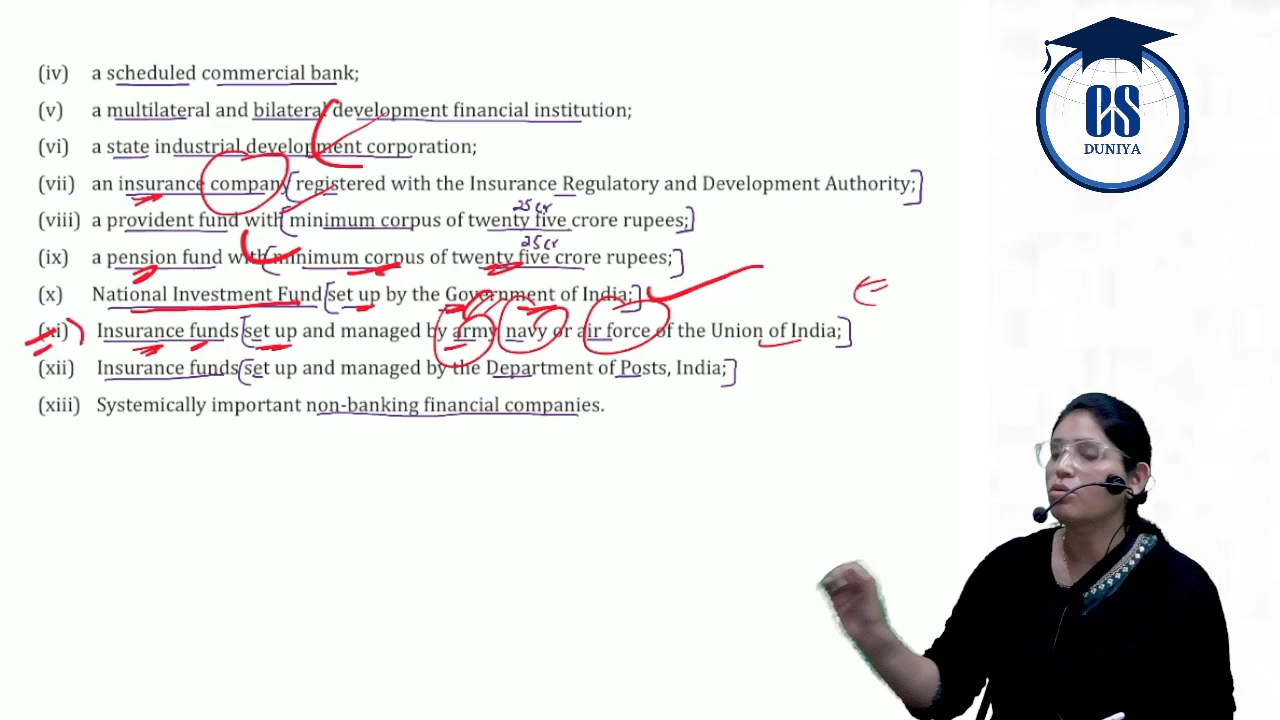 (iv) a scheduled commercial bank;
(v) a multilateral and bilateral development financial institution;
(vi) a state industrial development corporation;
(vii) an insurance company registered with the Insurance Regulatory and Development Authority;
25 cr
(viii) a provident fund with minimum corpus of twenty five crore rupees;
25 cr
(ix) a pension fund with minimum corpus of twenty five crore rupees;
(x) National Investment Fund set up by the Government of India;
(xi) Insurance funds set up and managed by army navy or air force of the Union of India;
(xii) Insurance funds set up and managed by the Department of Posts, India;
(xiii) Systemically important non-banking financial companies.
CS
DUNIYA